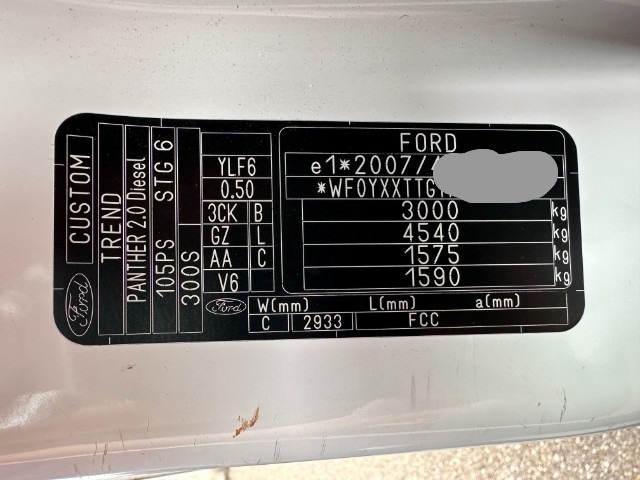 FORD
e1*2007/
*WF0YXXTTG
3000 kg
4540 kg
1575 kg
1590 kg
YLF6
0.50
3CK B
GZ L
AA C
V6
CUSTOM
TREND
PANTHER 2.0 Diesel
105PS STG 6
300S
Ford
Ford
W(mm) L(mm) a(mm)
C 2933 FCC